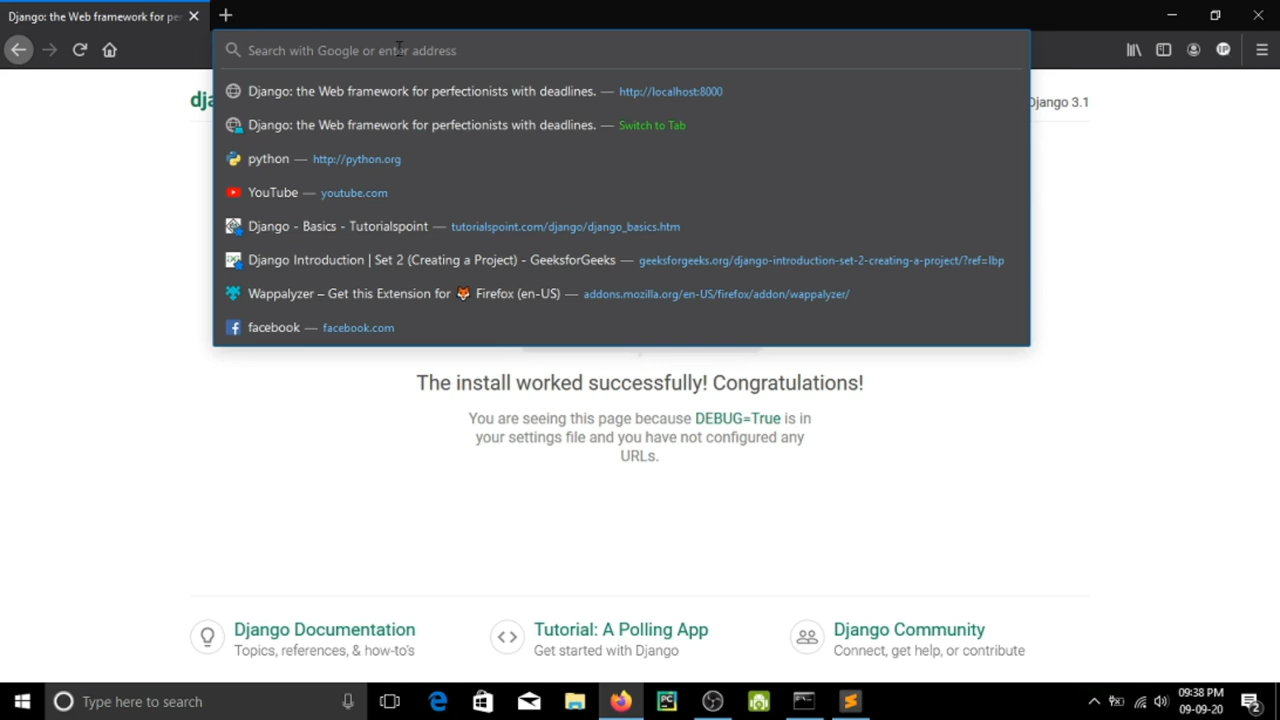 Django: the Web framework for pe
Search with Google or enter address
Django: the Web framework for perfectionists with deadlines. — http://localhost:8000
Django: the Web framework for perfectionists with deadlines. — Switch to Tab
python — http://python.org
YouTube — youtube.com
Django - Basics - Tutorialspoint — tutorialspoint.com/django/django_basics.htm
Django Introduction | Set 2 (Creating a Project) - GeeksforGeeks — geeksforgeeks.org/django-introduction-set-2-creating-a-project/?ref=lbp
Wappalyzer – Get this Extension for 🦊 Firefox (en-US) — addons.mozilla.org/en-US/firefox/addon/wappalyzer/
facebook — facebook.com
dja
Django 3.1
The install worked successfully! Congratulations!
You are seeing this page because DEBUG=True is in
your settings file and you have not configured any
URLs.
Django Documentation
Topics, references, & how-to's
Tutorial: A Polling App
Get started with Django
Django Community
Connect, get help, or contribute
Type here to search
09:38 PM
09-09-20
2